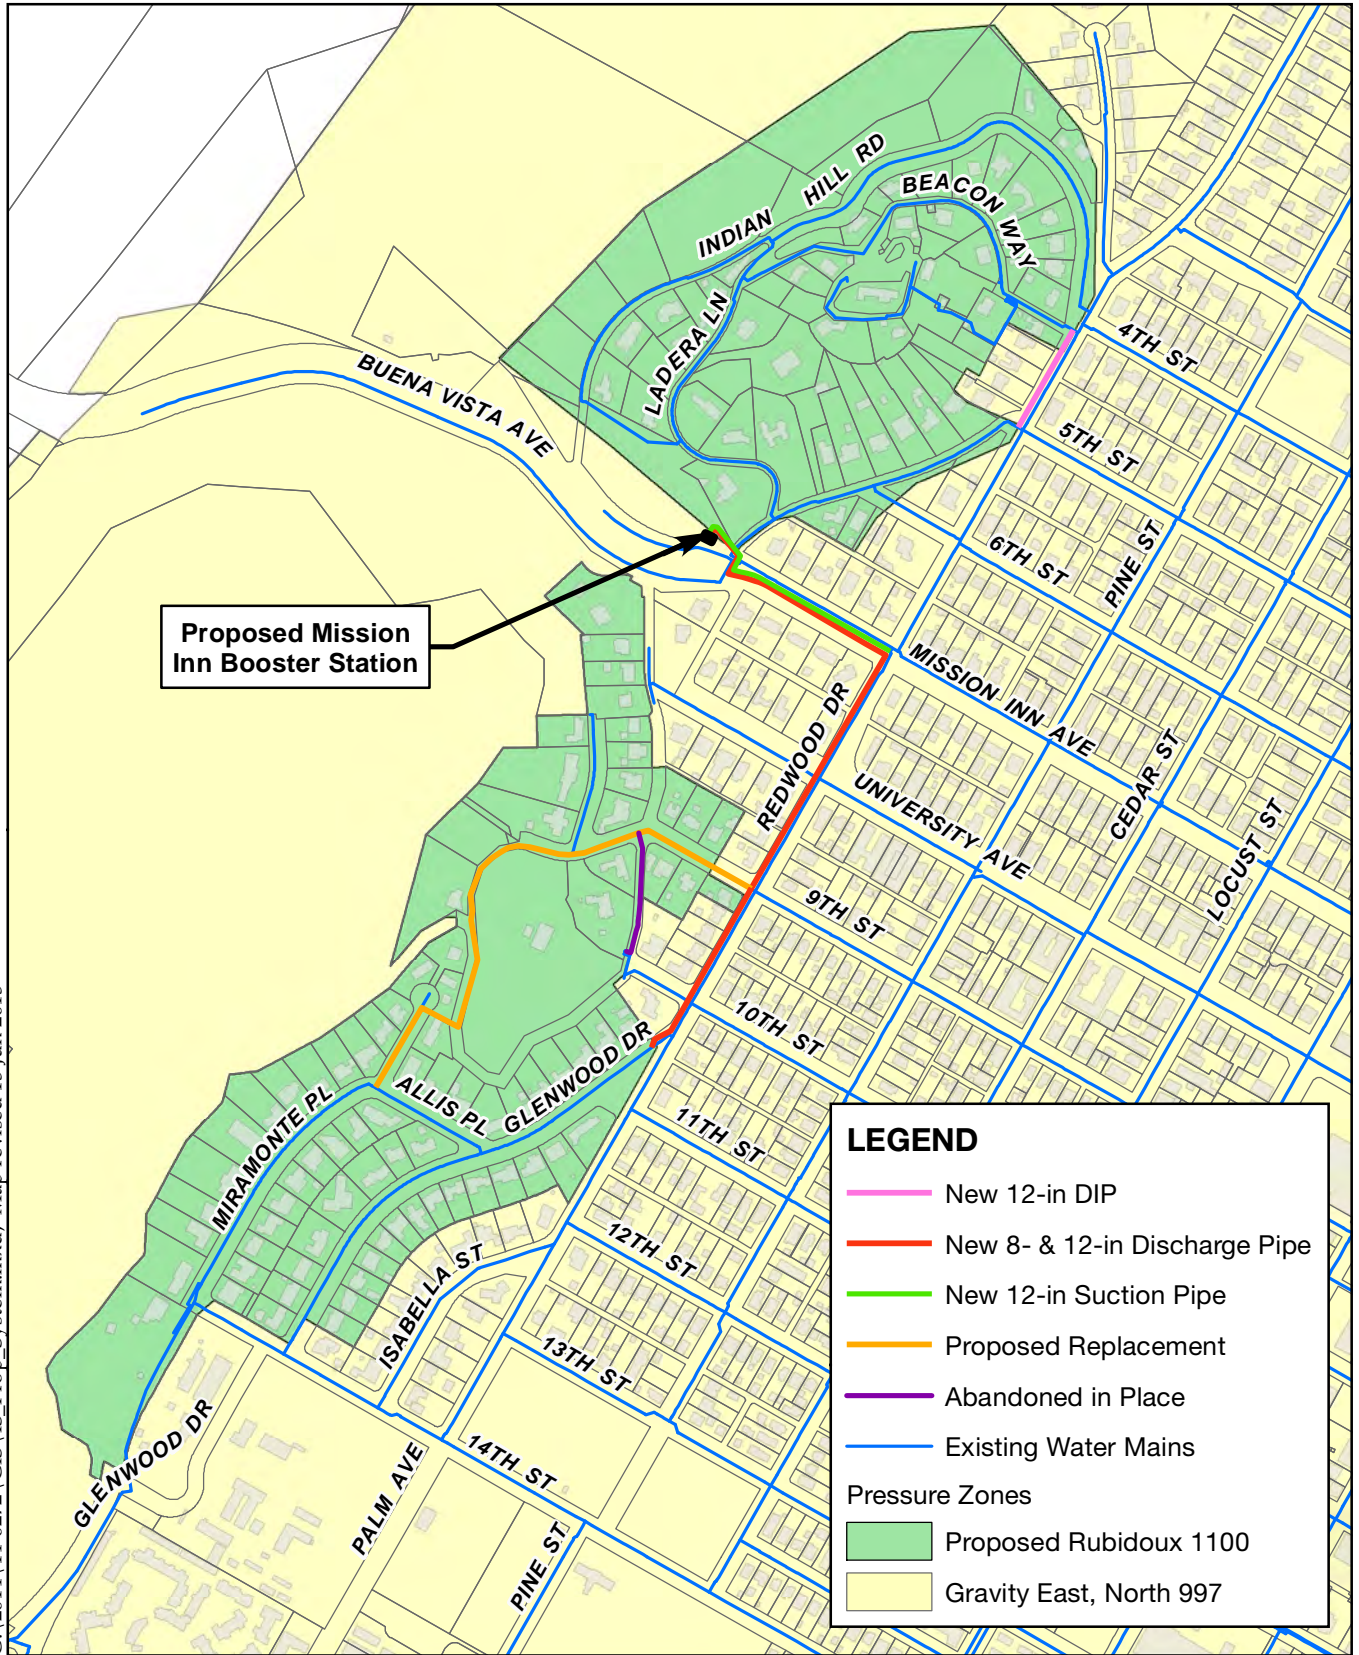 INDIAN HILL RD
BEACON WAY
LADERA LN
BUENA VISTA AVE
4TH ST
5TH ST
6TH ST
PINE ST
Proposed Mission
Inn Booster Station
MISSION INN AVE
REDWOOD DR
UNIVERSITY AVE
CEDAR ST
LOCUST ST
9TH ST
10TH ST
GLENWOOD DR
ALLIS PL
MIRAMONTE PL
11TH ST
12TH ST
ISABELLA ST
13TH ST
14TH ST
GLENWOOD DR
PALM AVE
PINE ST
LEGEND
New 12-in DIP
New 8- & 12-in Discharge Pipe
New 12-in Suction Pipe
Proposed Replacement
Abandoned in Place
Existing Water Mains
Pressure Zones
Proposed Rubidoux 1100
Gravity East, North 997